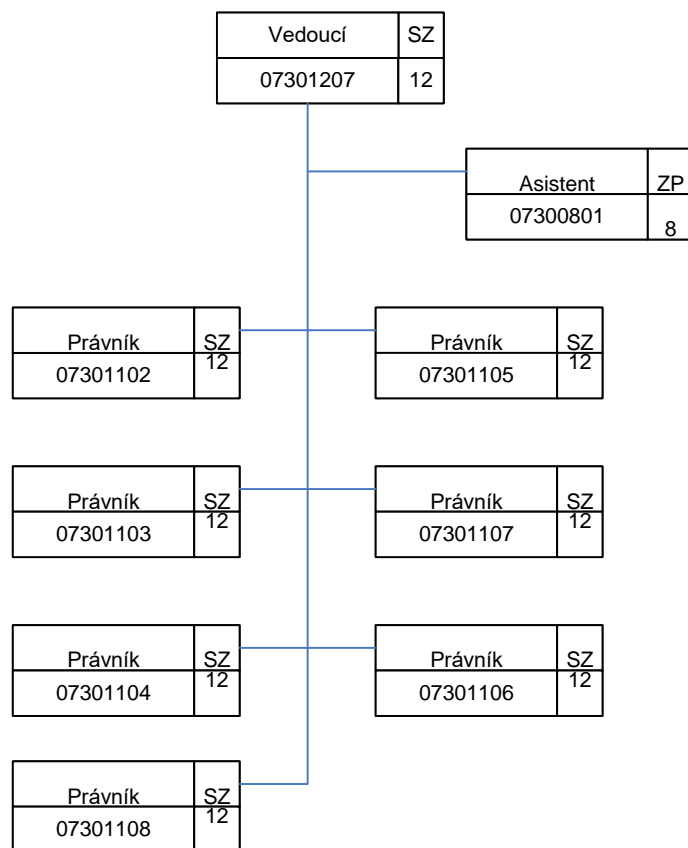 Vedoucí SZ
07301207 12
Asistent ZP
07300801 8
Právník SZ
07301102 12
Právník SZ
07301105 12
Právník SZ
07301103 12
Právník SZ
07301107 12
Právník SZ
07301104 12
Právník SZ
07301106 12
Právník SZ
07301108 12